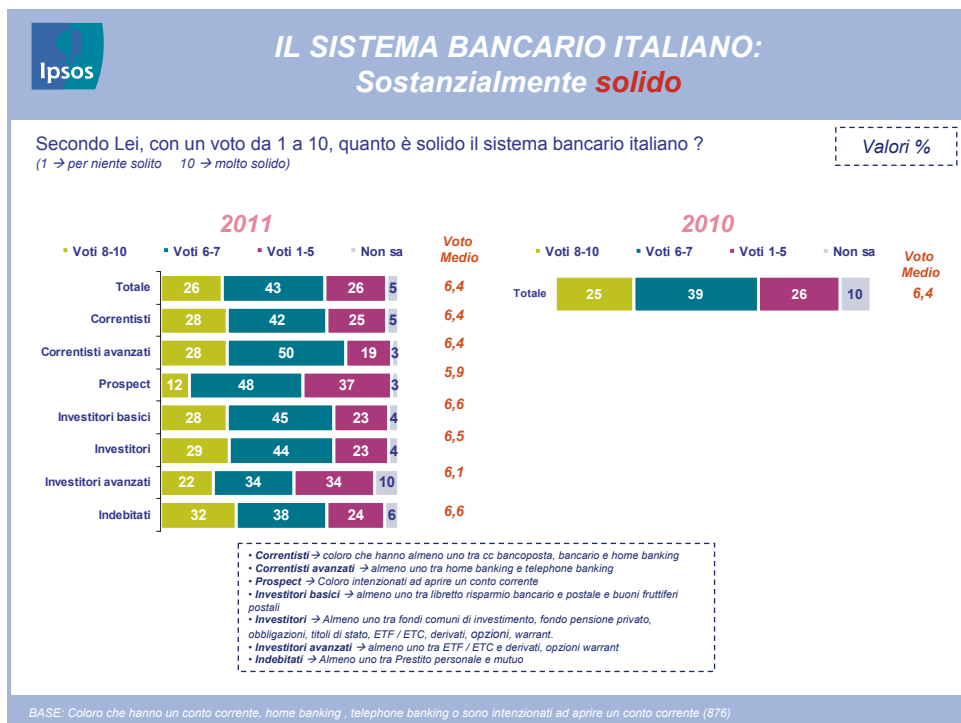 Ipsos
IL SISTEMA BANCARIO ITALIANO:
Sostanzialmente solido
Secondo Lei, con un voto da 1 a 10, quanto è solido il sistema bancario italiano ?
(1 → per niente solito 10 → molto solido)
Valori %
2011
Voti 8-10 Voti 6-7 Voti 1-5 Non sa
Voto
Medio
Totale 26 43 26 5 6,4
Correntisti 28 42 25 5 6,4
Correntisti avanzati 28 50 19 3 6,4
Prospect 12 48 37 3 5,9
Investitori basici 28 45 23 4 6,6
Investitori 29 44 23 4 6,5
Investitori avanzati 22 34 34 10 6,1
Indebitati 32 38 24 6 6,6
2010
Voti 8-10 Voti 6-7 Voti 1-5 Non sa
Voto
Medio
Totale 25 39 26 10 6,4
• Correntisti → coloro che hanno almeno uno tra cc bancoposta, bancario e home banking
• Correntisti avanzati → almeno uno tra home banking e telephone banking
• Prospect → Coloro intenzionati ad aprire un conto corrente
• Investitori basici → almeno uno tra libretto risparmio bancario e postale e buoni fruttiferi
postali
• Investitori → Almeno uno tra fondi comuni di investimento, fondo pensione privato,
obbligazioni, titoli di stato, ETF / ETC, derivati, opzioni, warrant.
• Investitori avanzati → almeno uno tra ETF / ETC e derivati, opzioni warrant
• Indebitati → Almeno uno tra Prestito personale e mutuo
BASE: Coloro che hanno un conto corrente, home banking , telephone banking o sono intenzionati ad aprire un conto corrente (876)